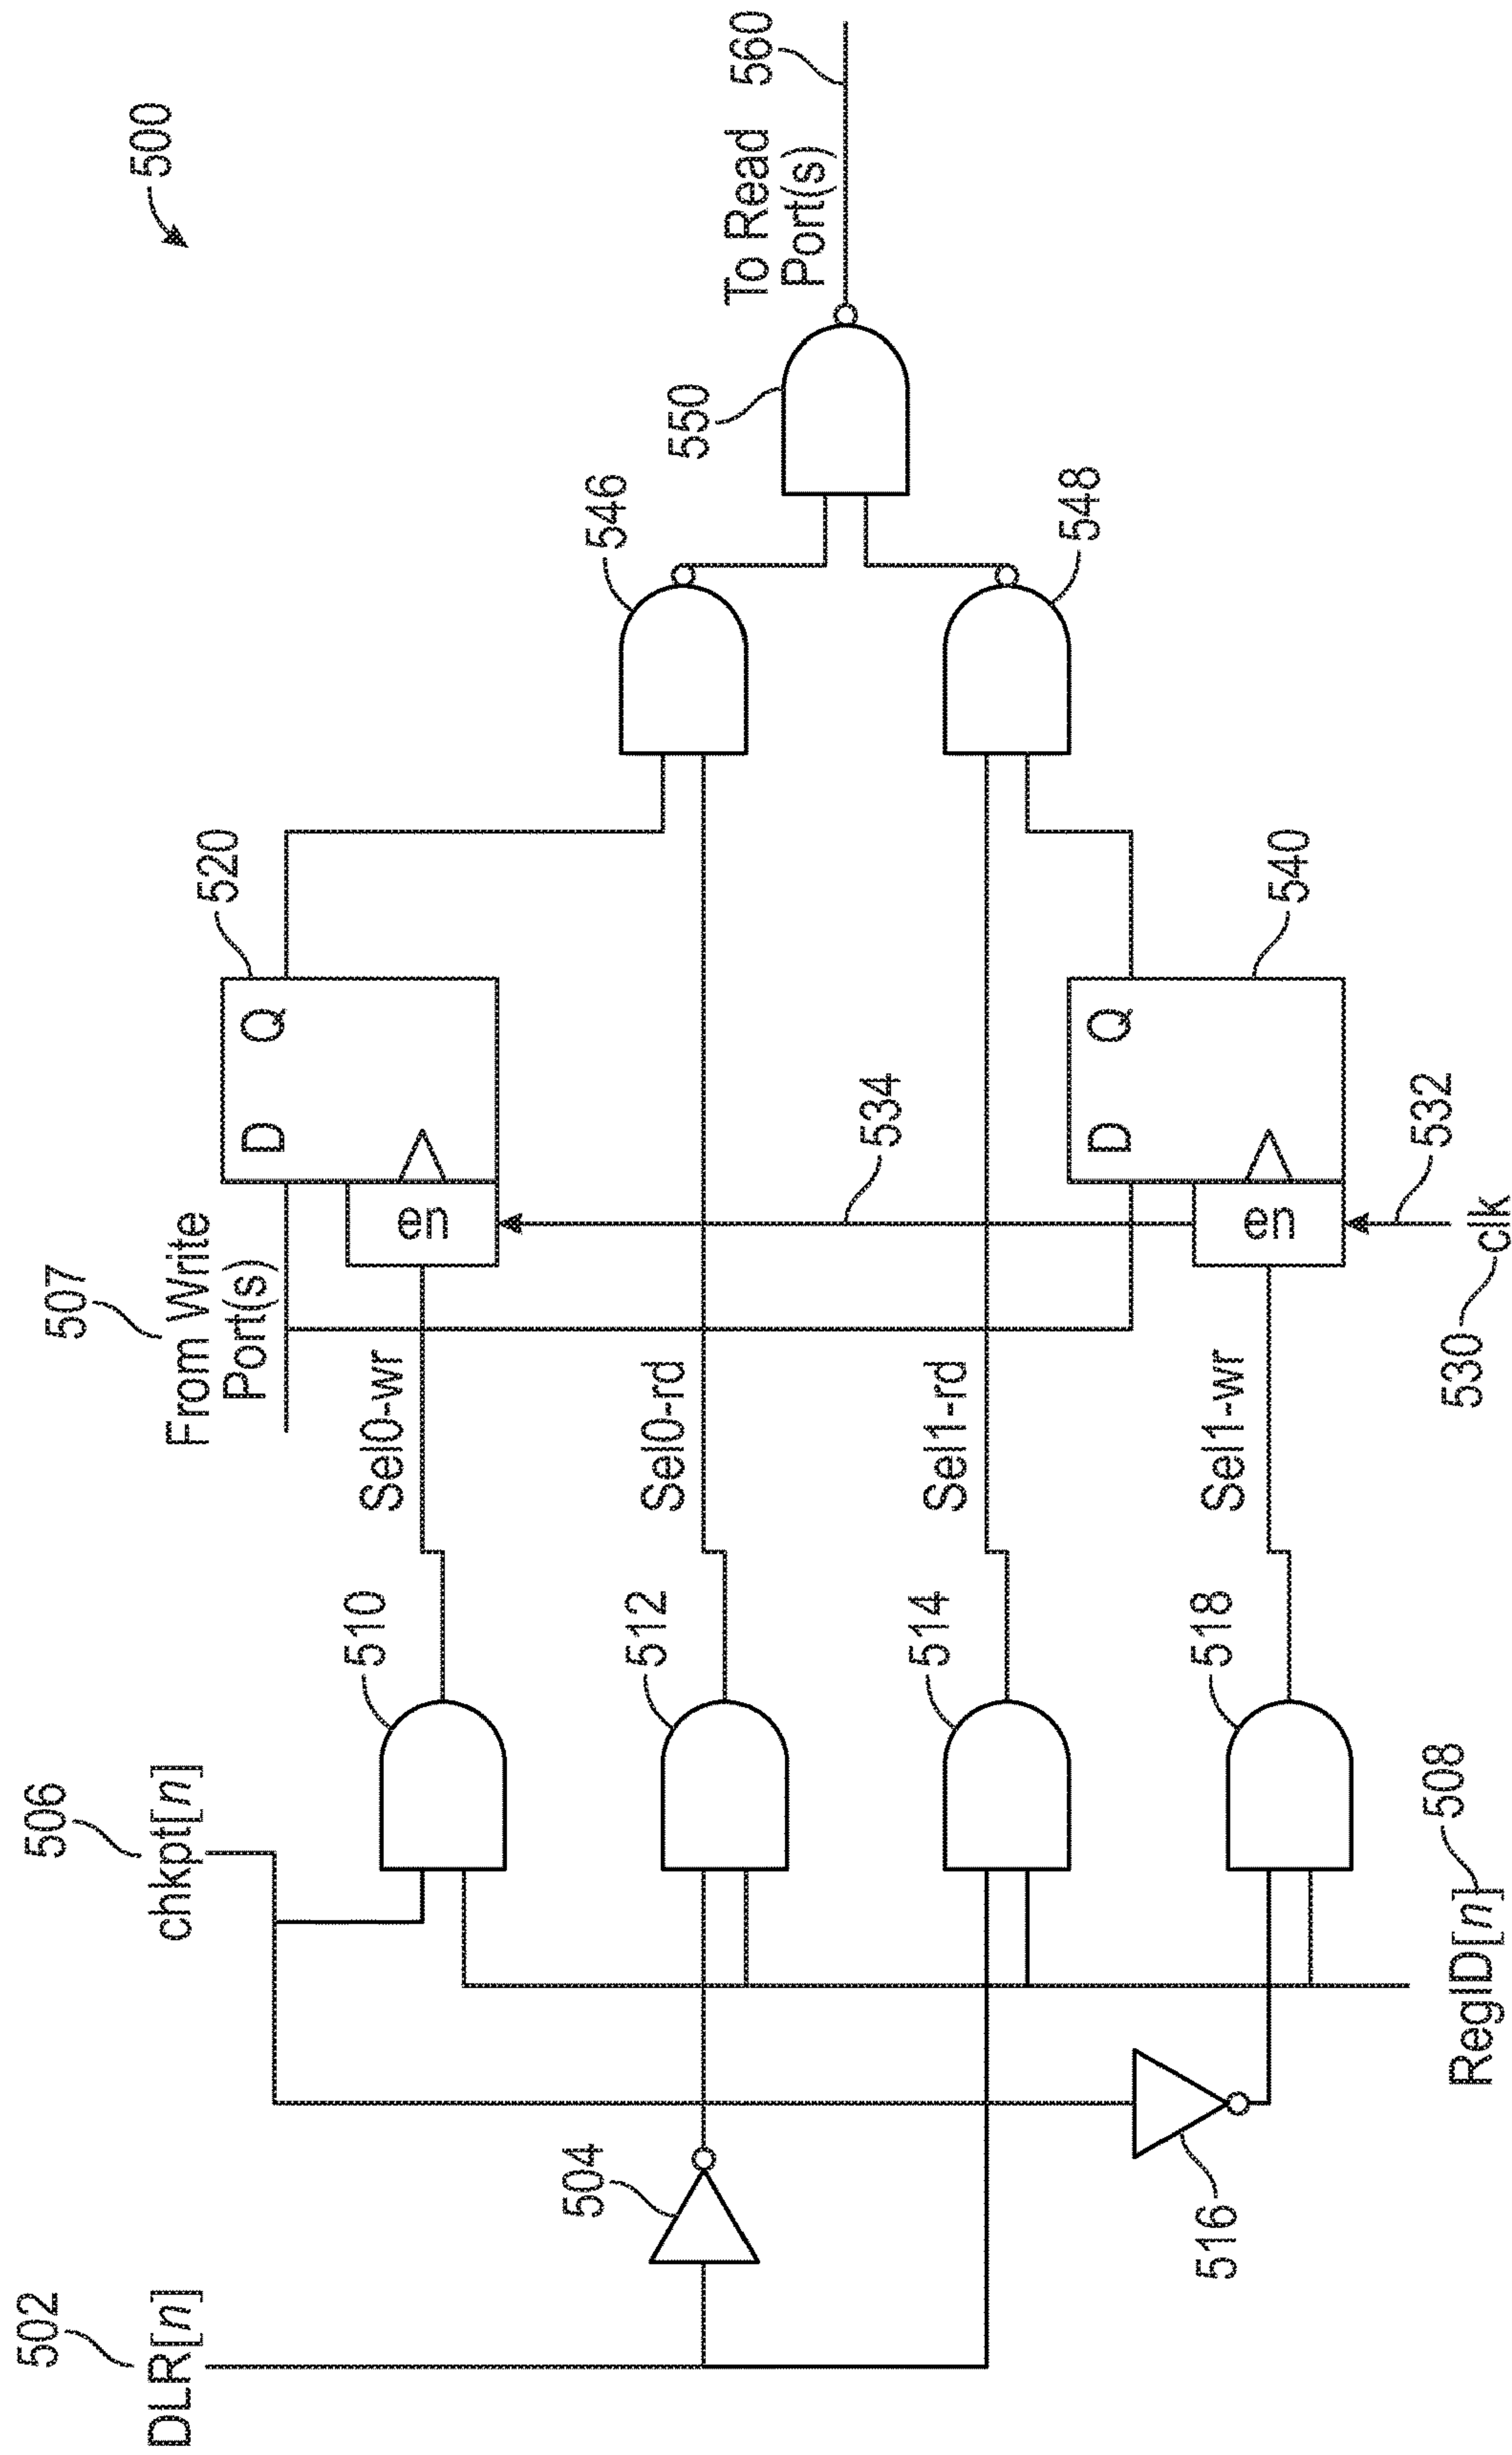 500
502
DLR[n]
504
506
chkpt[n]
516
RegID[n]
508
510
512
514
518
Sel0-wr
Sel0-rd
Sel1-rd
Sel1-wr
507
From Write
Port(s)
520
D Q
en
534
540
D Q
en
532
530
clk
546
548
550
To Read
Port(s)
560